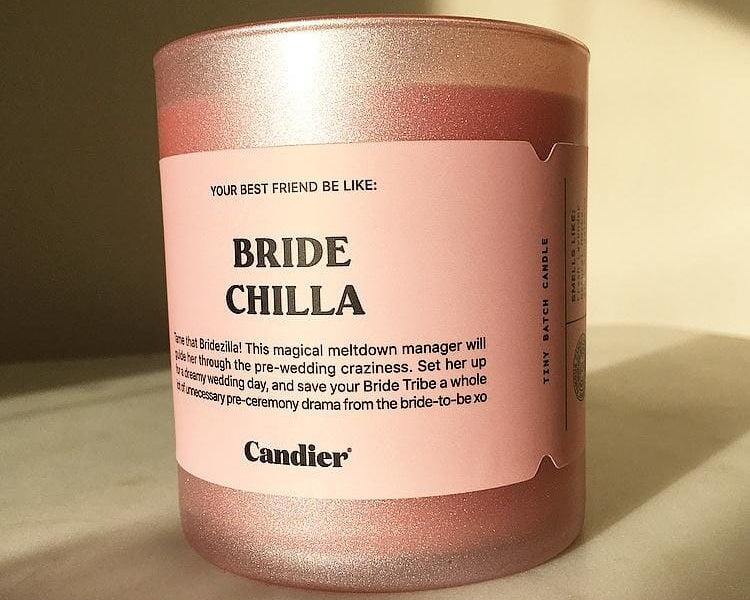 YOUR BEST FRIEND BE LIKE:
BRIDE
CHILLA
Tame that Bridezilla! This magical meltdown manager will
guide her through the pre-wedding craziness. Set her up
for a dreamy wedding day, and save your Bride Tribe a whole
lot of unnecessary pre-ceremony drama from the bride-to-be xo
Candier®
TINY BATCH CANDLE
SMELLS LIKE: